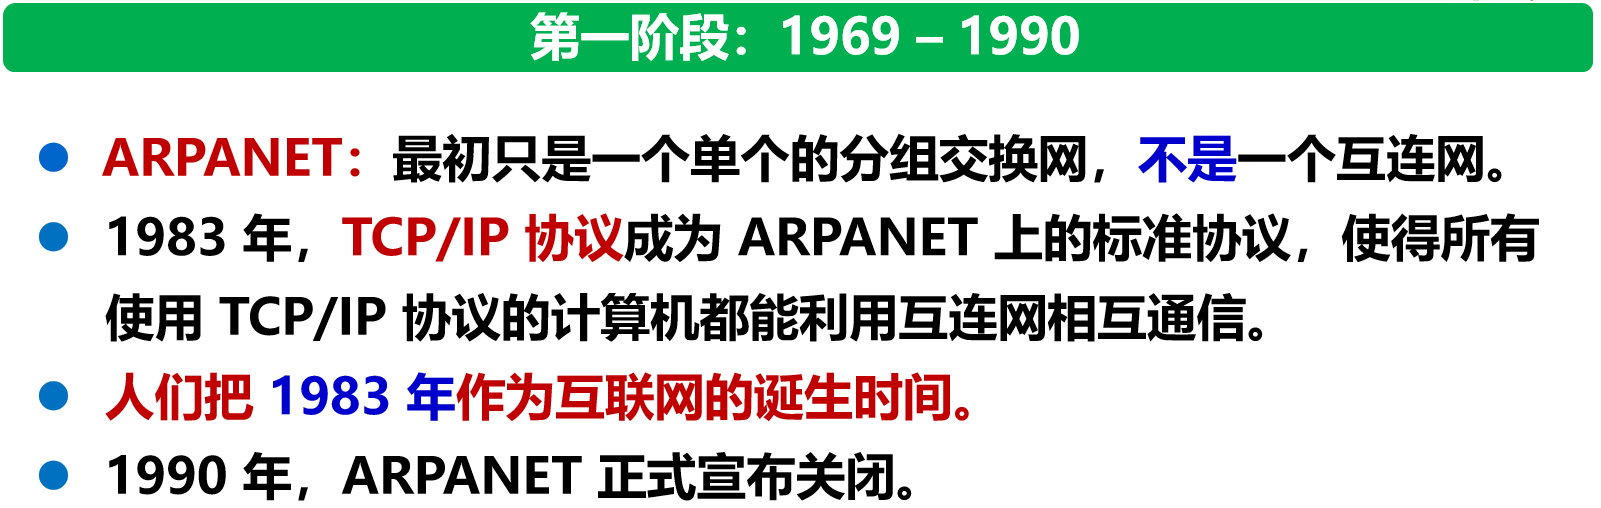 第一阶段：1969 – 1990
ARPANET：最初只是一个单个的分组交换网，不是一个互连网。
1983 年，TCP/IP 协议成为 ARPANET 上的标准协议，使得所有
使用 TCP/IP 协议的计算机都能利用互连网相互通信。
人们把 1983 年作为互联网的诞生时间。
1990 年，ARPANET 正式宣布关闭。